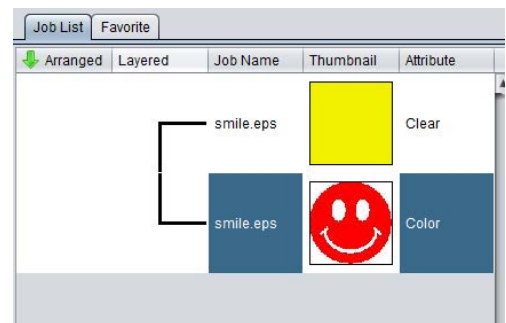 Job List Favorite
Arranged Layered Job Name Thumbnail Attribute
smile.eps Clear
smile.eps Color